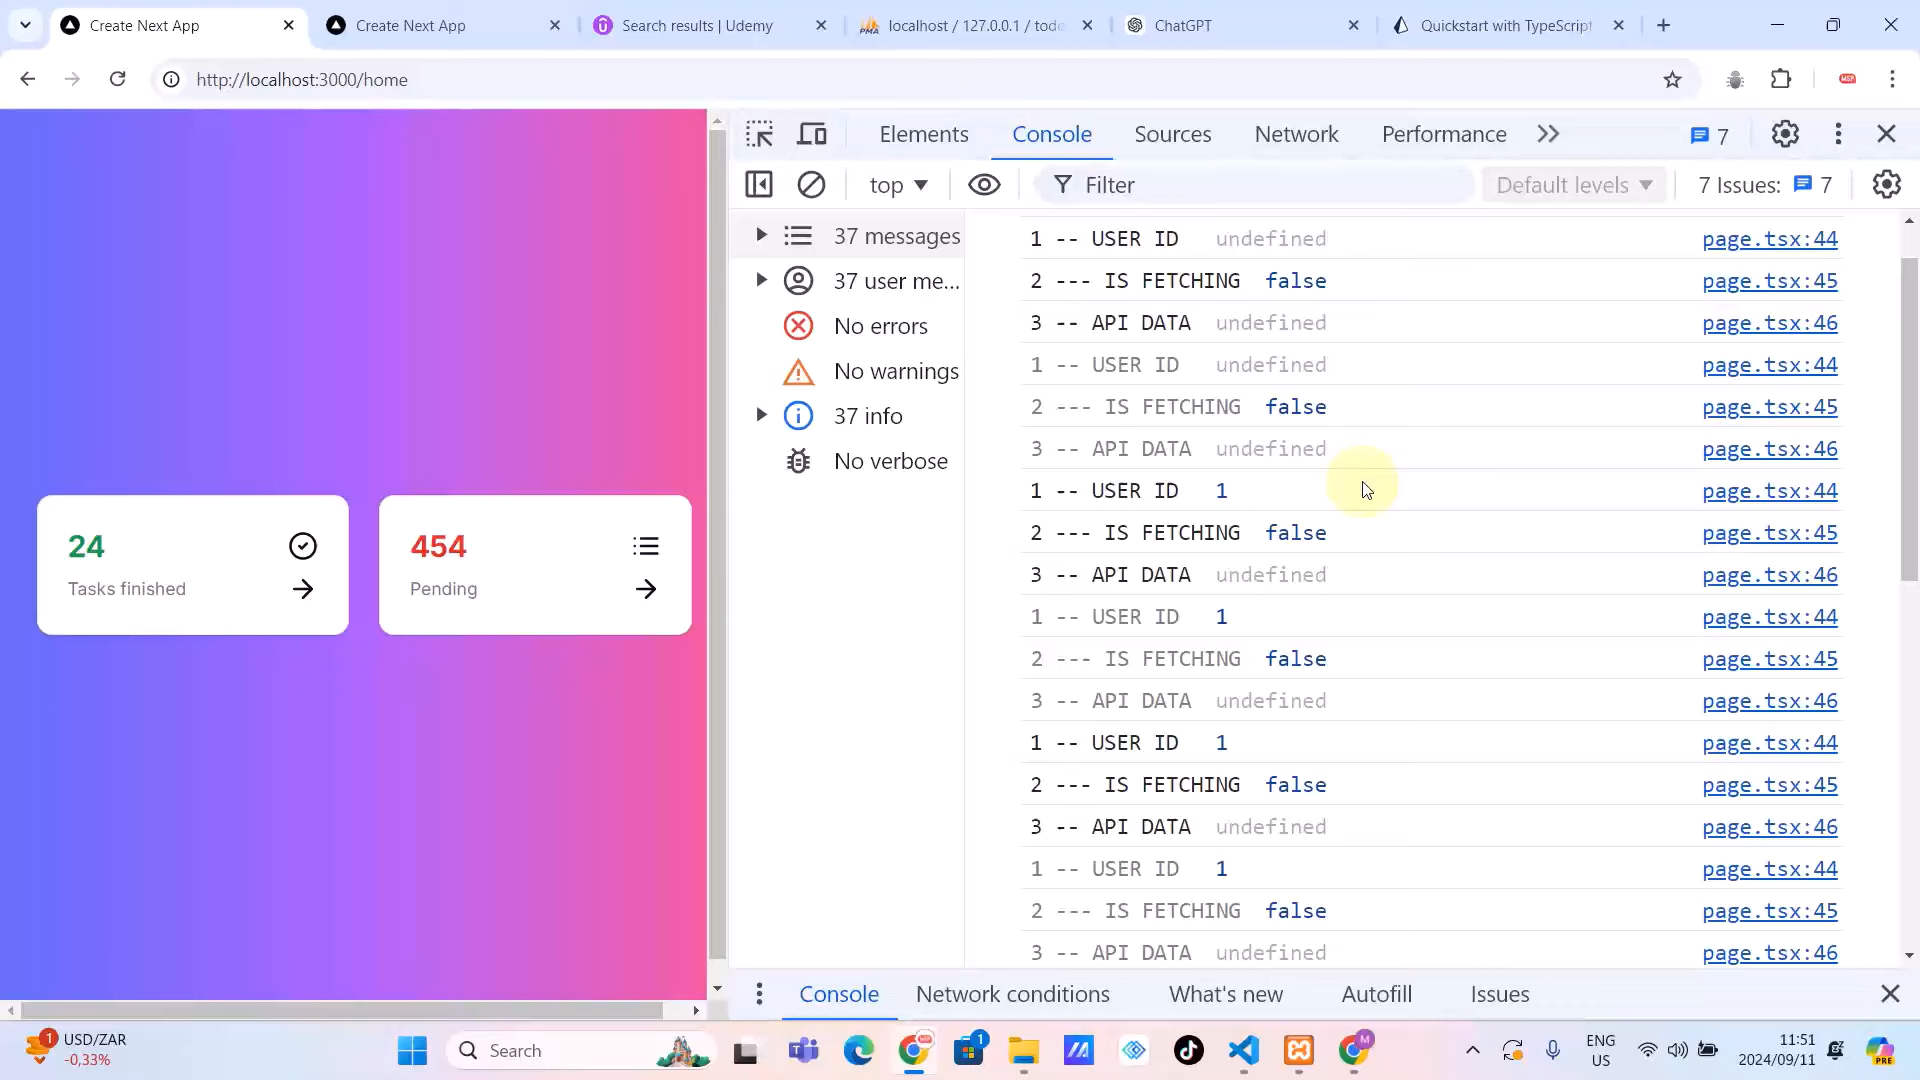 Create Next App
Create Next App
Search results | Udemy
localhost / 127.0.0.1 / todo
ChatGPT
Quickstart with TypeScript
http://localhost:3000/home
MSP
Elements
Console
Sources
Network
Performance
7
top
Filter
Default levels
7 Issues:
7
37 messages
37 user me...
No errors
No warnings
37 info
No verbose
1 -- USER ID undefined page.tsx:44
2 --- IS FETCHING false page.tsx:45
3 -- API DATA undefined page.tsx:46
1 -- USER ID undefined page.tsx:44
2 --- IS FETCHING false page.tsx:45
3 -- API DATA undefined page.tsx:46
1 -- USER ID 1 page.tsx:44
2 --- IS FETCHING false page.tsx:45
3 -- API DATA undefined page.tsx:46
1 -- USER ID 1 page.tsx:44
2 --- IS FETCHING false page.tsx:45
3 -- API DATA undefined page.tsx:46
1 -- USER ID 1 page.tsx:44
2 --- IS FETCHING false page.tsx:45
3 -- API DATA undefined page.tsx:46
1 -- USER ID 1 page.tsx:44
2 --- IS FETCHING false page.tsx:45
3 -- API DATA undefined page.tsx:46
24
Tasks finished
454
Pending
Console
Network conditions
What's new
Autofill
Issues
1
USD/ZAR
-0,33%
Search
1
ENG
US
11:51
2024/09/11
PRE